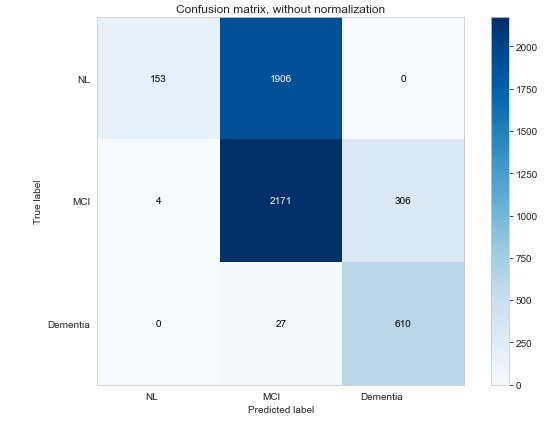 Confusion matrix, without normalization
NL 153 1906 0
MCI 4 2171 306
Dementia 0 27 610
True label
NL MCI Dementia
Predicted label
2000
1750
1500
1250
1000
750
500
250
0